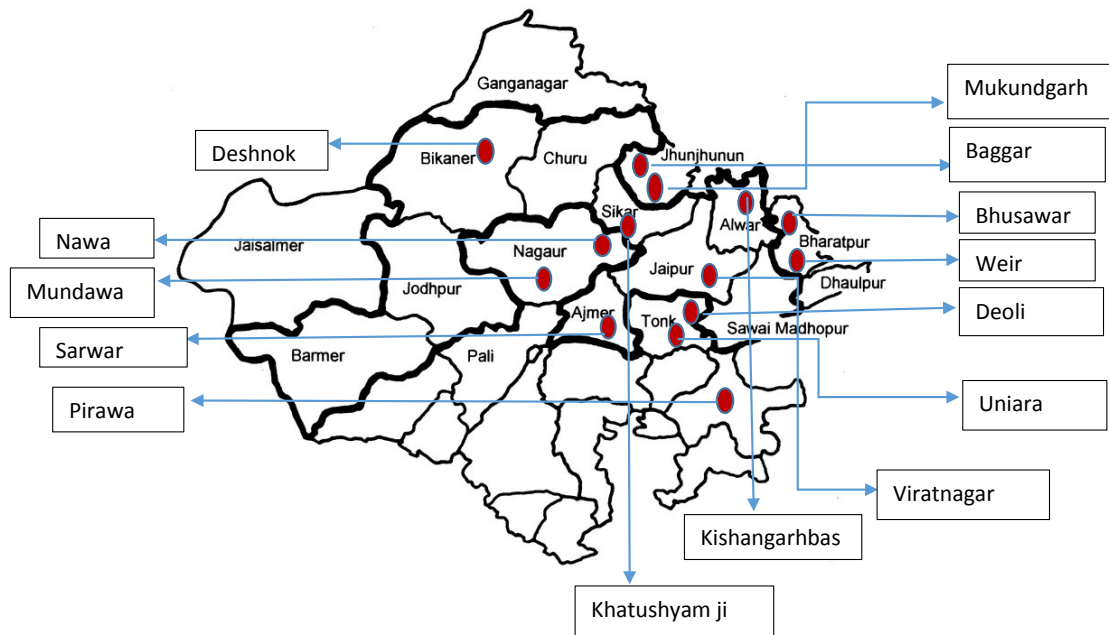 Ganganagar
Mukundgarh
Deshnok
Bikaner
Churu
Jhunjhunun
Baggar
Sikar
Alwar
Bhusawar
Nawa
Jaisalmer
Nagaur
Bharatpur
Jaipur
Weir
Mundawa
Jodhpur
Dhaulpur
Ajmer
Tonk
Deoli
Sawai Madhopur
Sarwar
Barmer
Pali
Pirawa
Uniara
Viratnagar
Kishangarhbas
Khatushyam ji